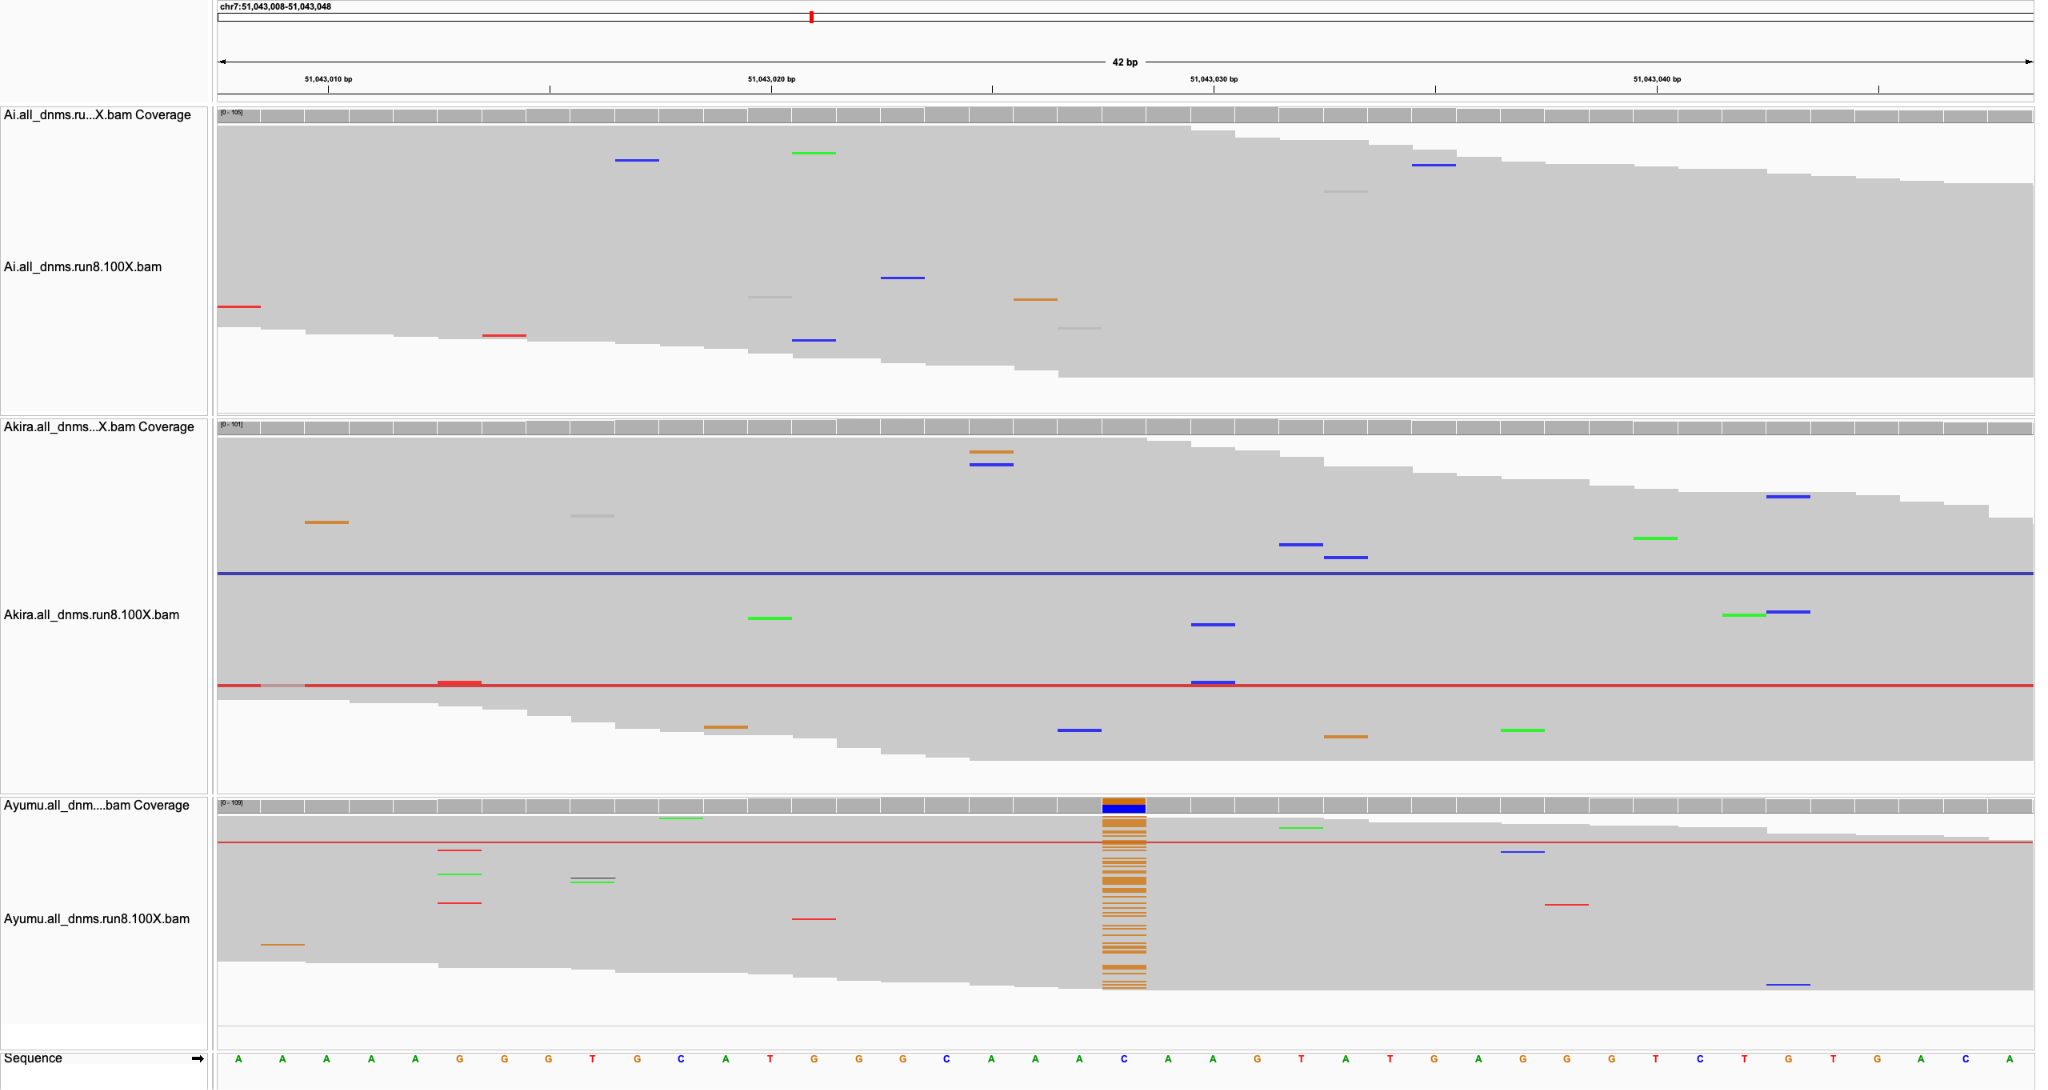 chr7:51,043,008-51,043,048
42 bp
51,043,010 bp 51,043,020 bp 51,043,030 bp 51,043,040 bp
Ai.all_dnms.ru...X.bam Coverage [0 - 105]
Ai.all_dnms.run8.100X.bam
Akira.all_dnms...X.bam Coverage [0 - 101]
Akira.all_dnms.run8.100X.bam
Ayumu.all_dnm....bam Coverage [0 - 109]
Ayumu.all_dnms.run8.100X.bam
Sequence A A A A A G G G T G C A T G G G C A A A C A A G T A T G A G G G T C T G T G A C A